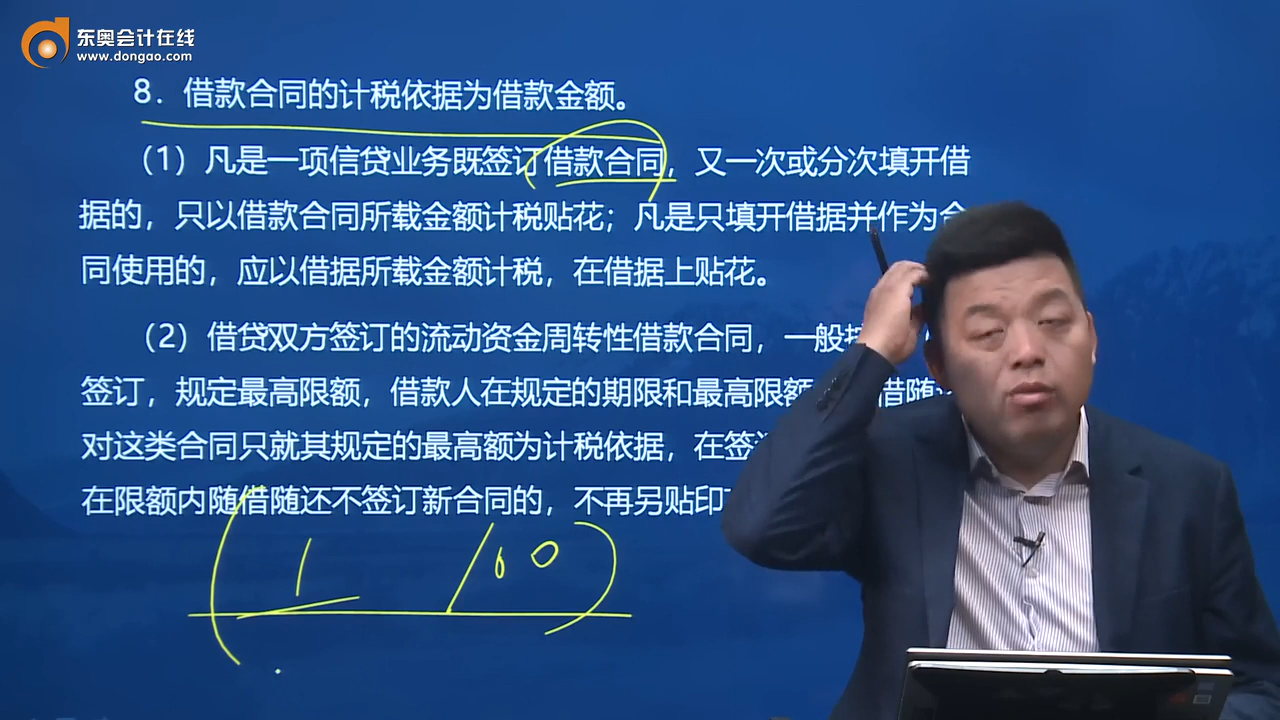 东奥会计在线
www.dongao.com
8．借款合同的计税依据为借款金额。
（1）凡是一项信贷业务既签订借款合同，又一次或分次填开借
据的，只以借款合同所载金额计税贴花；凡是只填开借据并作为合
同使用的，应以借据所载金额计税，在借据上贴花。
（2）借贷双方签订的流动资金周转性借款合同，一般按
签订，规定最高限额，借款人在规定的期限和最高限额 借随
对这类合同只就其规定的最高额为计税依据，在签
在限额内随借随还不签订新合同的，不再另贴印
1 100